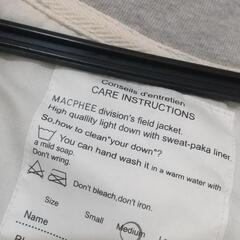 Conseils d'entretien
CARE INSTRUCTIONS
MACPHEE division's field jacket.
High quallity light down with sweat-paka liner.
So,how to clean"your down"?
You can hand wash it in a warm water with
a mild soap.
Don't wring.
Don't bleach,don't iron.
Size Small Medium
Name